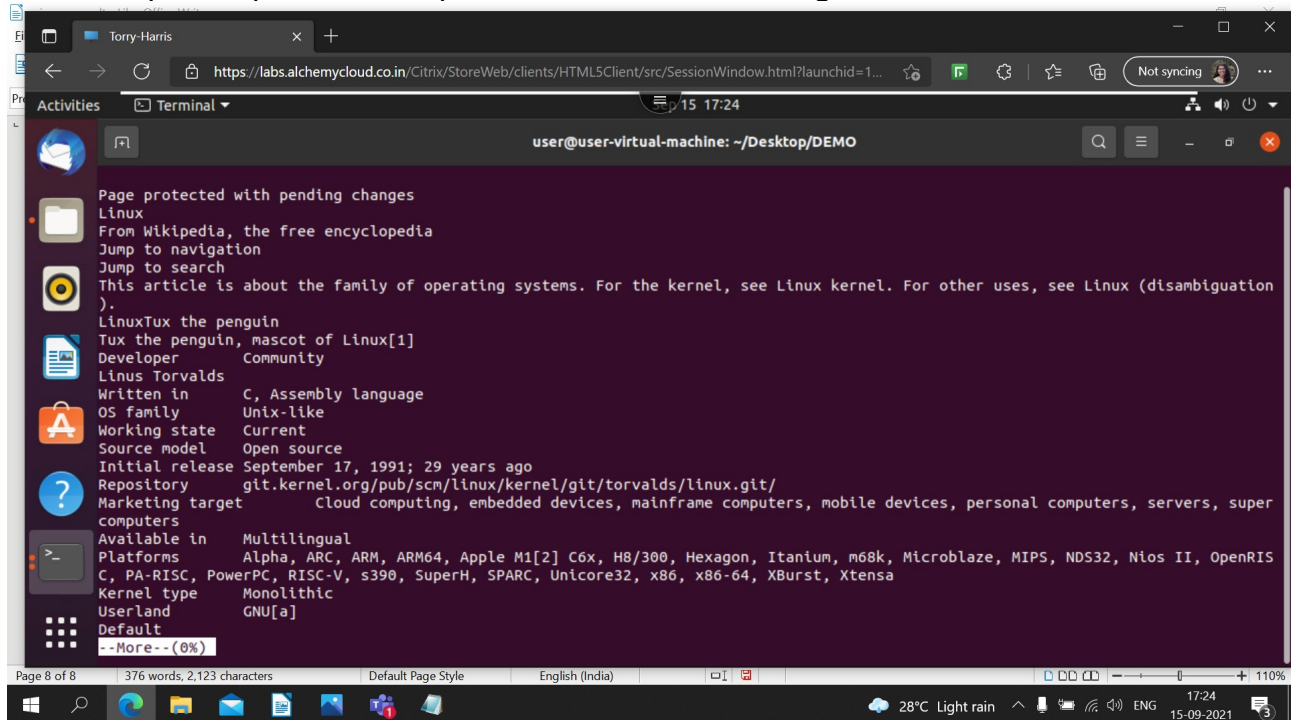 Torry-Harris
https://labs.alchemycloud.co.in/Citrix/StoreWeb/clients/HTML5Client/src/SessionWindow.html?launchid=1...
Not syncing
Activities Terminal
Sep 15 17:24
user@user-virtual-machine: ~/Desktop/DEMO
Page protected with pending changes
Linux
From Wikipedia, the free encyclopedia
Jump to navigation
Jump to search
This article is about the family of operating systems. For the kernel, see Linux kernel. For other uses, see Linux (disambiguation
).
LinuxTux the penguin
Tux the penguin, mascot of Linux[1]
Developer Community
Linus Torvalds
Written in C, Assembly language
OS family Unix-like
Working state Current
Source model Open source
Initial release September 17, 1991; 29 years ago
Repository git.kernel.org/pub/scm/linux/kernel/git/torvalds/linux.git/
Marketing target Cloud computing, embedded devices, mainframe computers, mobile devices, personal computers, servers, super
computers
Available in Multilingual
Platforms Alpha, ARC, ARM, ARM64, Apple M1[2] C6x, H8/300, Hexagon, Itanium, m68k, Microblaze, MIPS, NDS32, Nios II, OpenRIS
C, PA-RISC, PowerPC, RISC-V, s390, SuperH, SPARC, Unicore32, x86, x86-64, XBurst, Xtensa
Kernel type Monolithic
Userland GNU[a]
Default
--More--(0%)
Page 8 of 8 376 words, 2,123 characters Default Page Style English (India) 110%
28°C Light rain ENG 17:24
15-09-2021 3